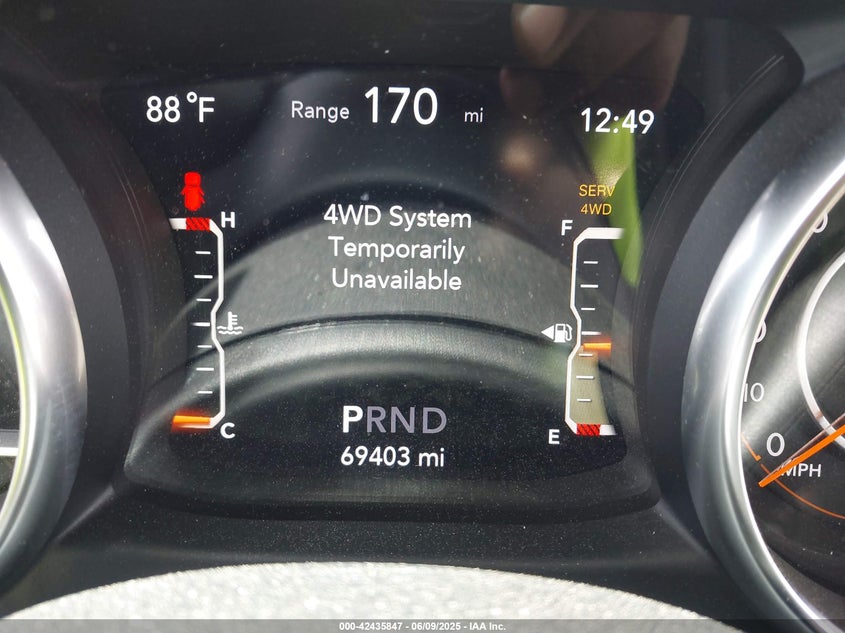 88°F Range 170 mi 12:49
SERV
4WD
4WD System
Temporarily
Unavailable
H
F
C
E
PRND
69403 mi
10
0
MPH
000-42435847 | 06/09/2025 - IAA Inc.